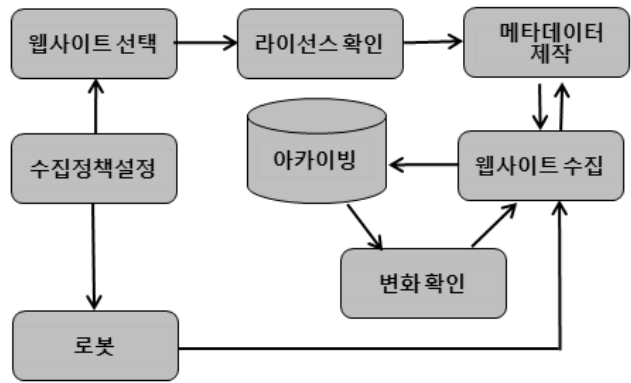 웹사이트 선택
라이선스 확인
메타데이터
제작
수집정책설정
아카이빙
웹사이트 수집
변화 확인
로봇